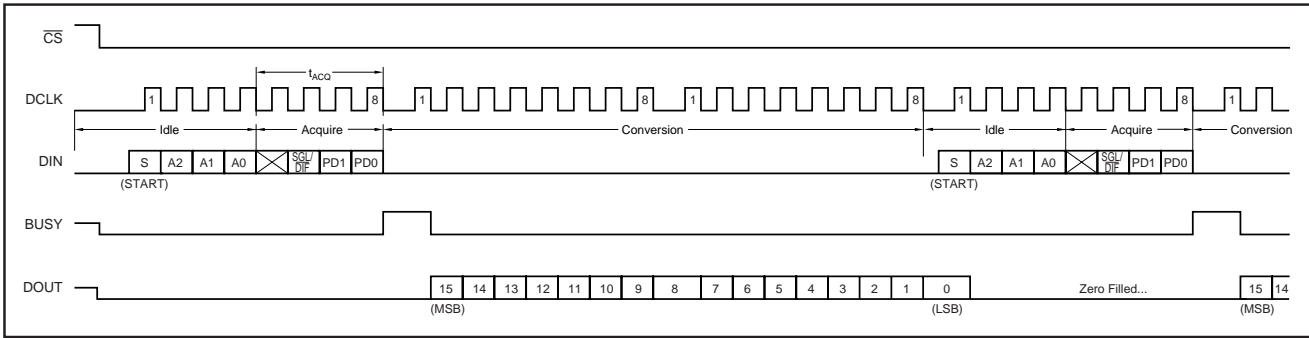 CS
tACQ
DCLK 1 8 1 8 1 8 1 8 1
Idle Acquire Conversion Idle Acquire Conversion
DIN S A2 A1 A0 SGL/DIF PD1 PD0 S A2 A1 A0 SGL/DIF PD1 PD0
(START) (START)
BUSY
DOUT 15 14 13 12 11 10 9 8 7 6 5 4 3 2 1 0 Zero Filled... 15 14
(MSB) (LSB) (MSB)